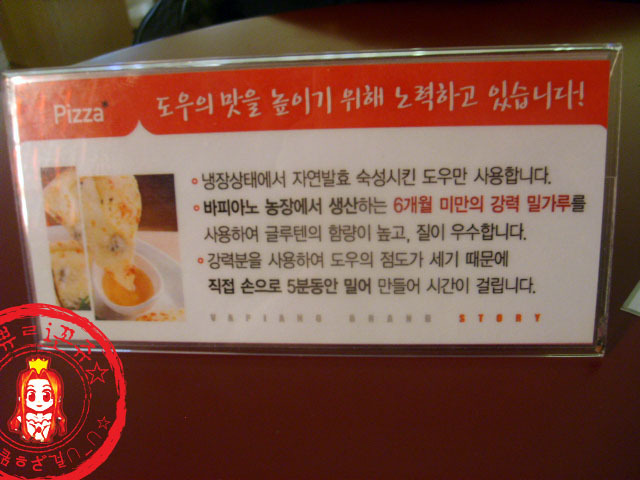 Pizza
도우의 맛을 높이기 위해 노력하고 있습니다!
냉장상태에서 자연발효 숙성시킨 도우만 사용합니다.
바피아노 농장에서 생산하는 6개월 미만의 강력 밀가루를
사용하여 글루텐의 함량이 높고, 질이 우수합니다.
강력분을 사용하여 도우의 점도가 세기 때문에
직접 손으로 5분동안 밀어 만들어 시간이 걸립니다.
VAPIANO BRAND STORY